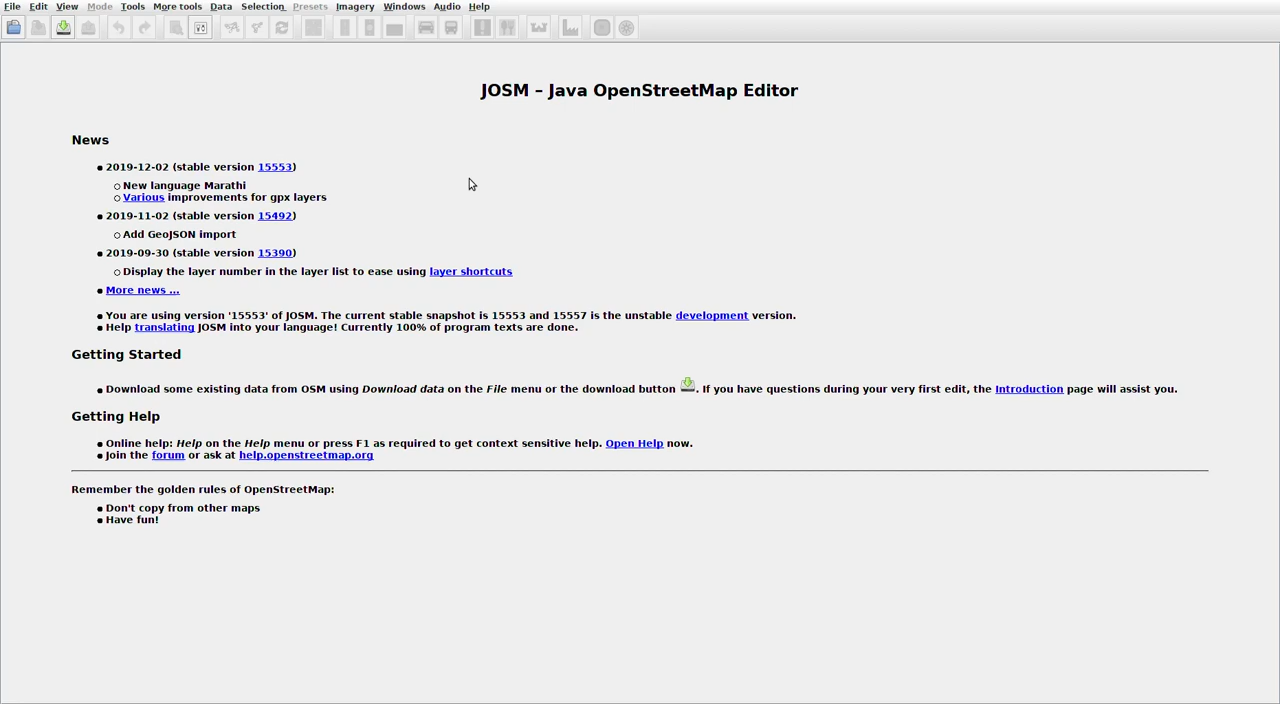 File Edit View Mode Tools More tools Data Selection Presets Imagery Windows Audio Help
JOSM – Java OpenStreetMap Editor
News
2019-12-02 (stable version 15553)
New language Marathi
Various improvements for gpx layers
2019-11-02 (stable version 15492)
Add GeoJSON import
2019-09-30 (stable version 15390)
Display the layer number in the layer list to ease using layer shortcuts
More news ...
You are using version '15553' of JOSM. The current stable snapshot is 15553 and 15557 is the unstable development version.
Help translating JOSM into your language! Currently 100% of program texts are done.
Getting Started
Download some existing data from OSM using Download data on the File menu or the download button . If you have questions during your very first edit, the Introduction page will assist you.
Getting Help
Online help: Help on the Help menu or press F1 as required to get context sensitive help. Open Help now.
Join the forum or ask at help.openstreetmap.org
Remember the golden rules of OpenStreetMap:
Don't copy from other maps
Have fun!